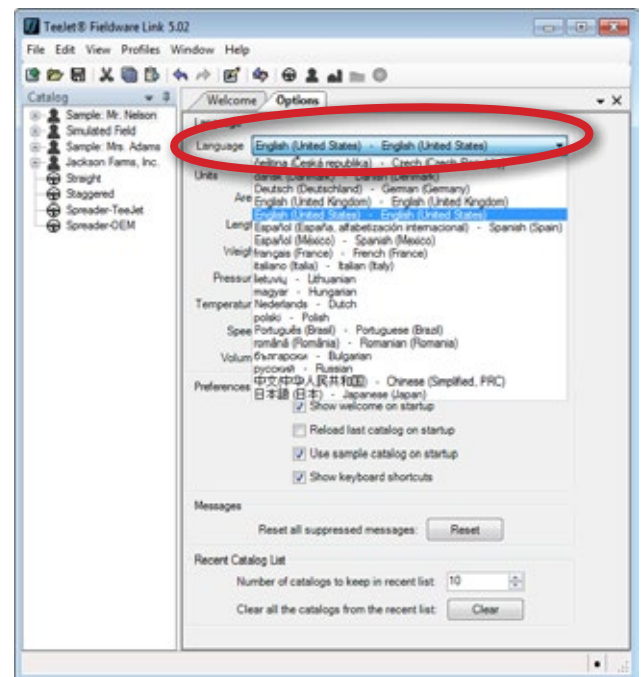 TeeJet® Fieldware Link 5.02
File Edit View Profiles Window Help
Catalog
Sample: Mr. Nelson
Simulated Field
Sample: Mrs. Adams
Jackson Farms, Inc.
Straight
Staggered
Spreader-TeeJet
Spreader-OEM
Welcome Options
Language English (United States) - English (United States)
čeština (Česká republika) - Czech (Czech Republic)
Units
dansk (Danmark) - Danish (Denmark)
Deutsch (Deutschland) - German (Germany)
Are English (United Kingdom) - English (United Kingdom)
English (United States) - English (United States)
Lengt Español (España, alfabetización internacional) - Spanish (Spain)
Español (México) - Spanish (Mexico)
Weigh français (France) - French (France)
italiano (Italia) - Italian (Italy)
Pressur lietuvių - Lithuanian
magyar - Hungarian
Temperatur Nederlands - Dutch
polski - Polish
Spee Português (Brasil) - Portuguese (Brazil)
română (România) - Romanian (Romania)
Volum български - Bulgarian
русский - Russian
中文(中华人民共和国) - Chinese (Simplified, PRC)
Preferences
日本語 (日本) - Japanese (Japan)
Show welcome on startup
Reload last catalog on startup
Use sample catalog on startup
Show keyboard shortcuts
Messages
Reset all suppressed messages: Reset
Recent Catalog List
Number of catalogs to keep in recent list: 10
Clear all the catalogs from the recent list: Clear